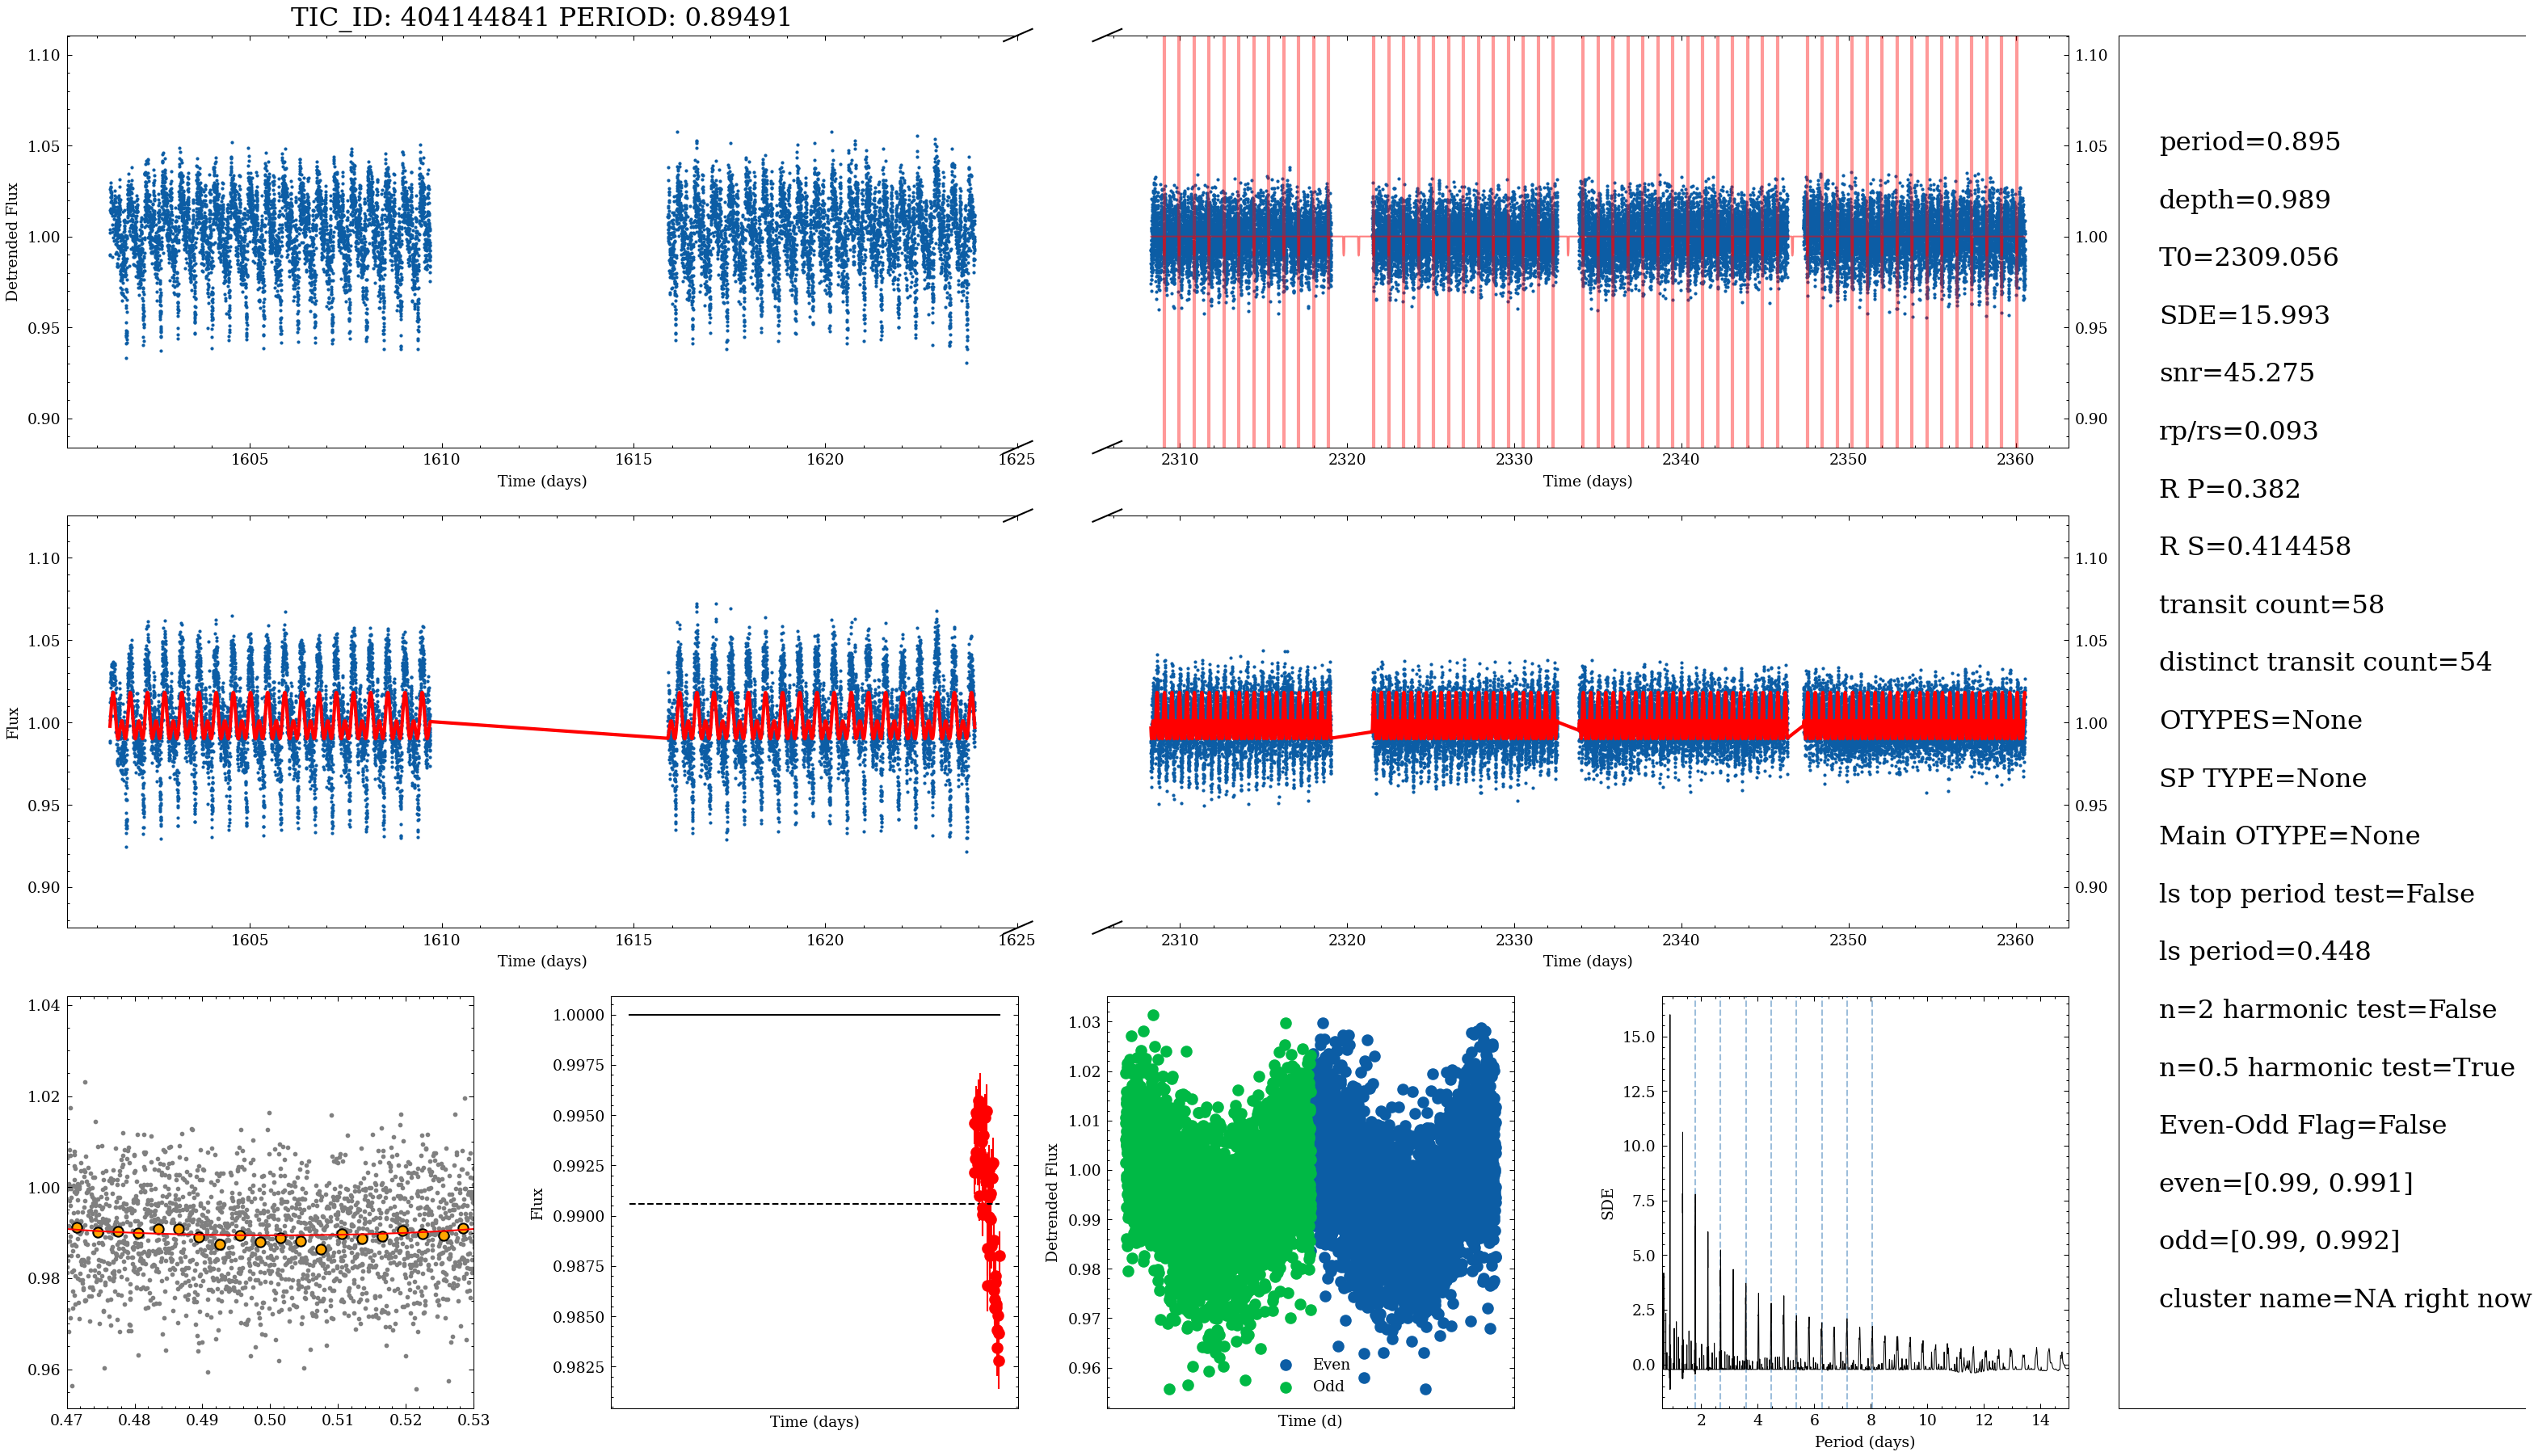 TIC_ID: 404144841 PERIOD: 0.89491
1.10
1.05
1.00
0.95
0.90
Detrended Flux
1605
1610
1615
1620
1625
Time (days)
1.10
1.05
1.00
0.95
0.90
2310
2320
2330
2340
2350
2360
Time (days)
1.10
1.05
1.00
0.95
0.90
Flux
1605
1610
1615
1620
1625
Time (days)
1.10
1.05
1.00
0.95
0.90
2310
2320
2330
2340
2350
2360
Time (days)
1.04
1.02
1.00
0.98
0.96
0.47
0.48
0.49
0.50
0.51
0.52
0.53
1.0000
0.9975
0.9950
0.9925
0.9900
0.9875
0.9850
0.9825
Flux
Time (days)
1.03
1.02
1.01
1.00
0.99
0.98
0.97
0.96
Detrended Flux
Even
Odd
Time (d)
15.0
12.5
10.0
7.5
5.0
2.5
0.0
SDE
2
4
6
8
10
12
14
Period (days)
period=0.895
depth=0.989
T0=2309.056
SDE=15.993
snr=45.275
rp/rs=0.093
R P=0.382
R S=0.414458
transit count=58
distinct transit count=54
OTYPES=None
SP TYPE=None
Main OTYPE=None
ls top period test=False
ls period=0.448
n=2 harmonic test=False
n=0.5 harmonic test=True
Even-Odd Flag=False
even=[0.99, 0.991]
odd=[0.99, 0.992]
cluster name=NA right now